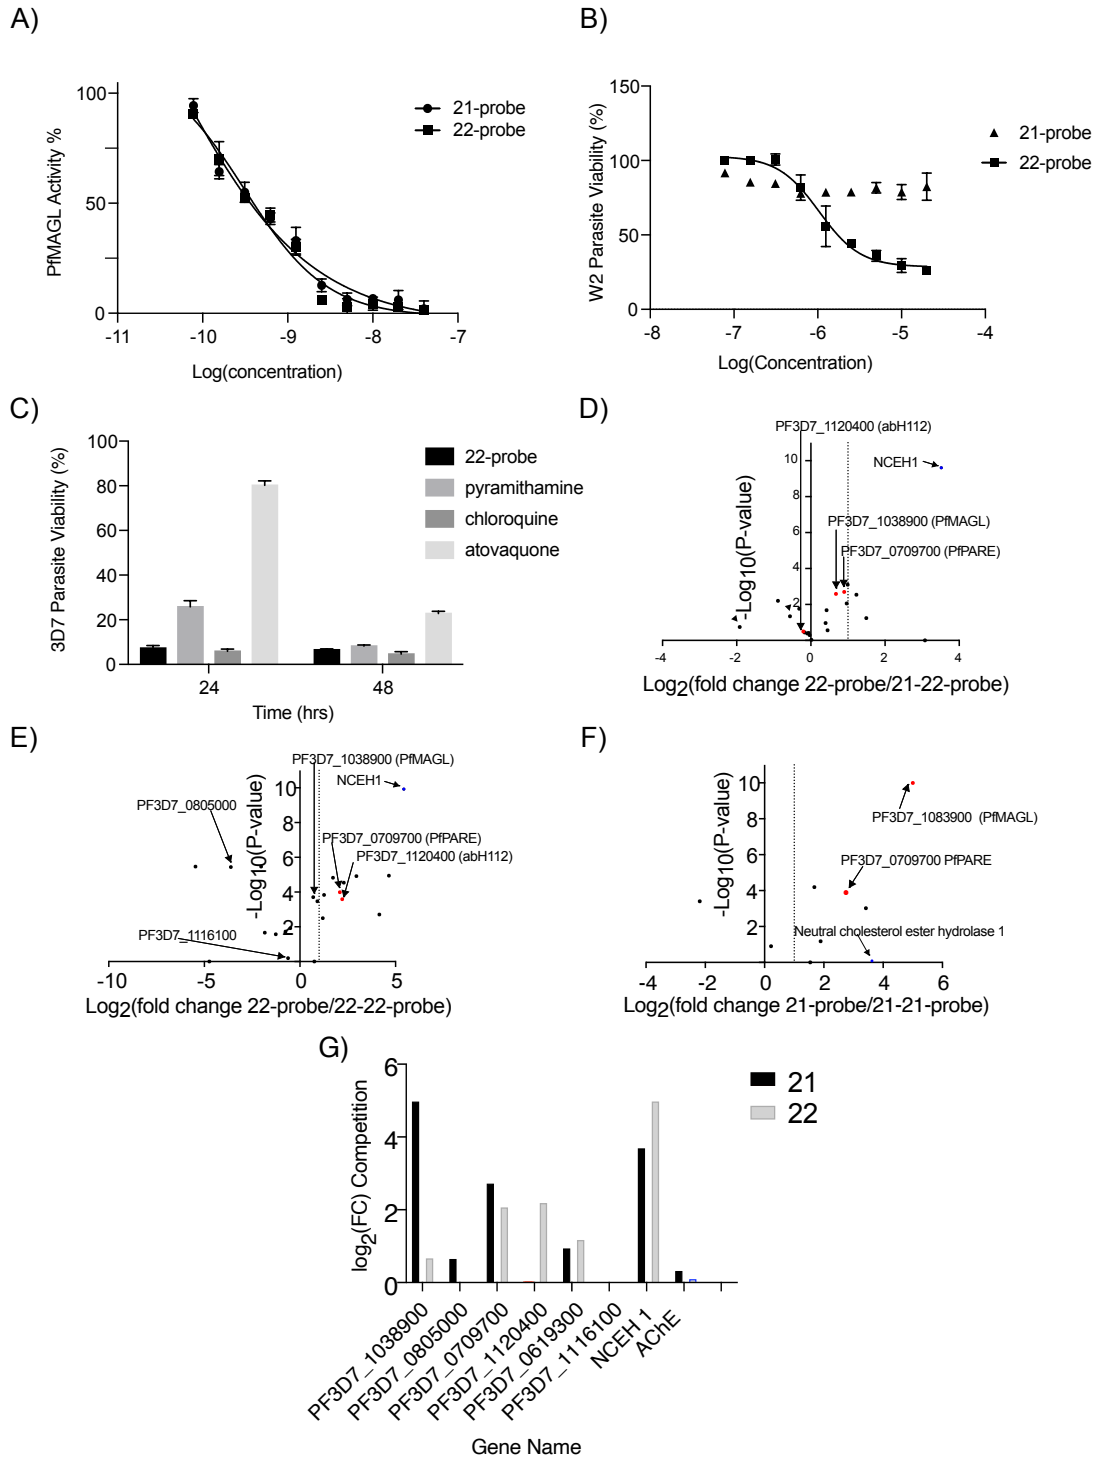 A)
PfMAGL Activity %
100
50
0
-11
-10
-9
-8
-7
Log(concentration)
21-probe
22-probe
B)
W2 Parasite Viability (%)
150
100
50
0
-8
-7
-6
-5
-4
Log(Concentration)
21-probe
22-probe
C)
3D7 Parasite Viability (%)
100
80
60
40
20
0
24
48
Time (hrs)
22-probe
pyramithamine
chloroquine
atovaquone
D)
PF3D7_1120400 (abH112)
NCEH1
PF3D7_1038900 (PfMAGL)
PF3D7_0709700 (PfPARE)
-Log10(P-value)
10
8
6
4
2
0
-4
-2
0
2
4
Log2(fold change 22-probe/21-22-probe)
E)
PF3D7_1038900 (PfMAGL)
NCEH1
PF3D7_0805000
PF3D7_0709700 (PfPARE)
PF3D7_1120400 (abH112)
PF3D7_1116100
-Log10(P-value)
10
8
6
4
2
-10
-5
0
5
Log2(fold change 22-probe/22-22-probe)
F)
PF3D7_1083900 (PfMAGL)
PF3D7_0709700 PfPARE
Neutral cholesterol ester hydrolase 1
-Log10(P-value)
10
8
6
4
2
-4
-2
0
2
4
6
Log2(fold change 21-probe/21-21-probe)
G)
log2(FC) Competition
6
4
2
0
21
22
PF3D7_1038900
PF3D7_0805000
PF3D7_0709700
PF3D7_1120400
PF3D7_0619300
PF3D7_1116100
NCEH 1
AChE
Gene Name